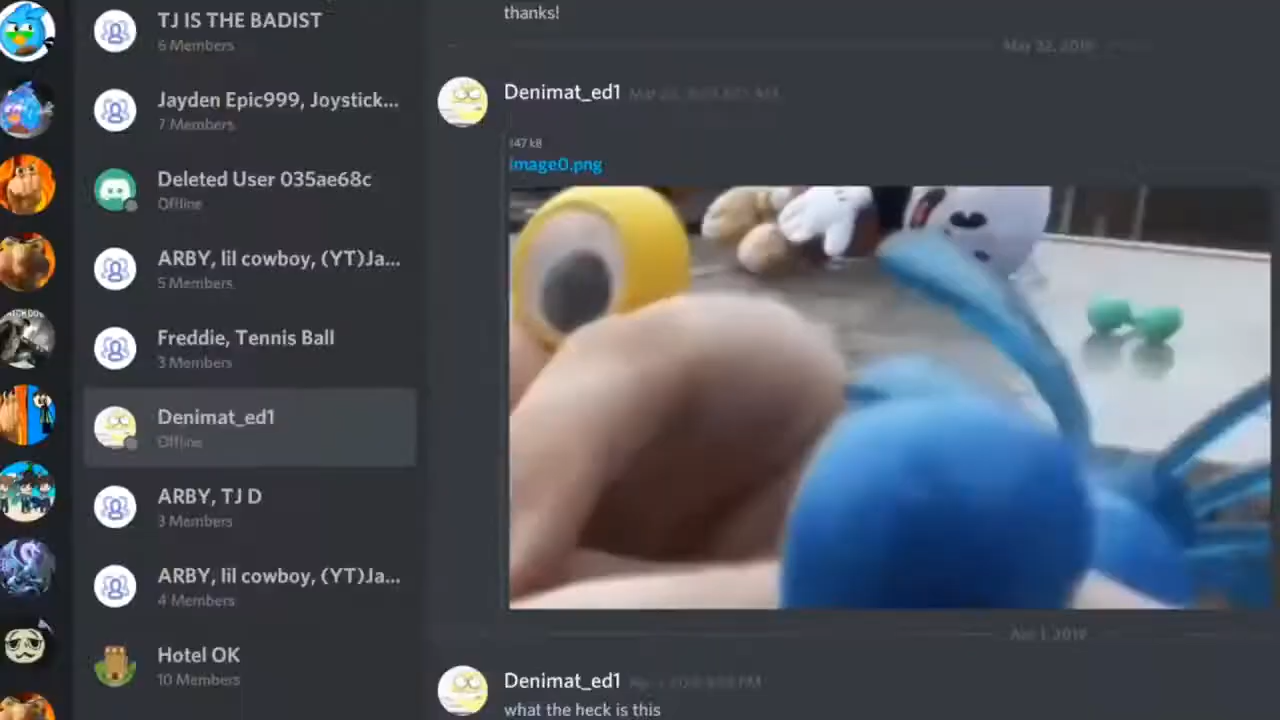 TJ IS THE BADIST
6 Members
Jayden Epic999, Joystick...
7 Members
Deleted User 035ae68c
Offline
ARBY, lil cowboy, (YT)Ja...
5 Members
Freddie, Tennis Ball
3 Members
Denimat_ed1
Offline
ARBY, TJ D
3 Members
ARBY, lil cowboy, (YT)Ja...
4 Members
Hotel OK
10 Members
thanks!
Denimat_ed1
147 kB
image0.png
Denimat_ed1
what the heck is this